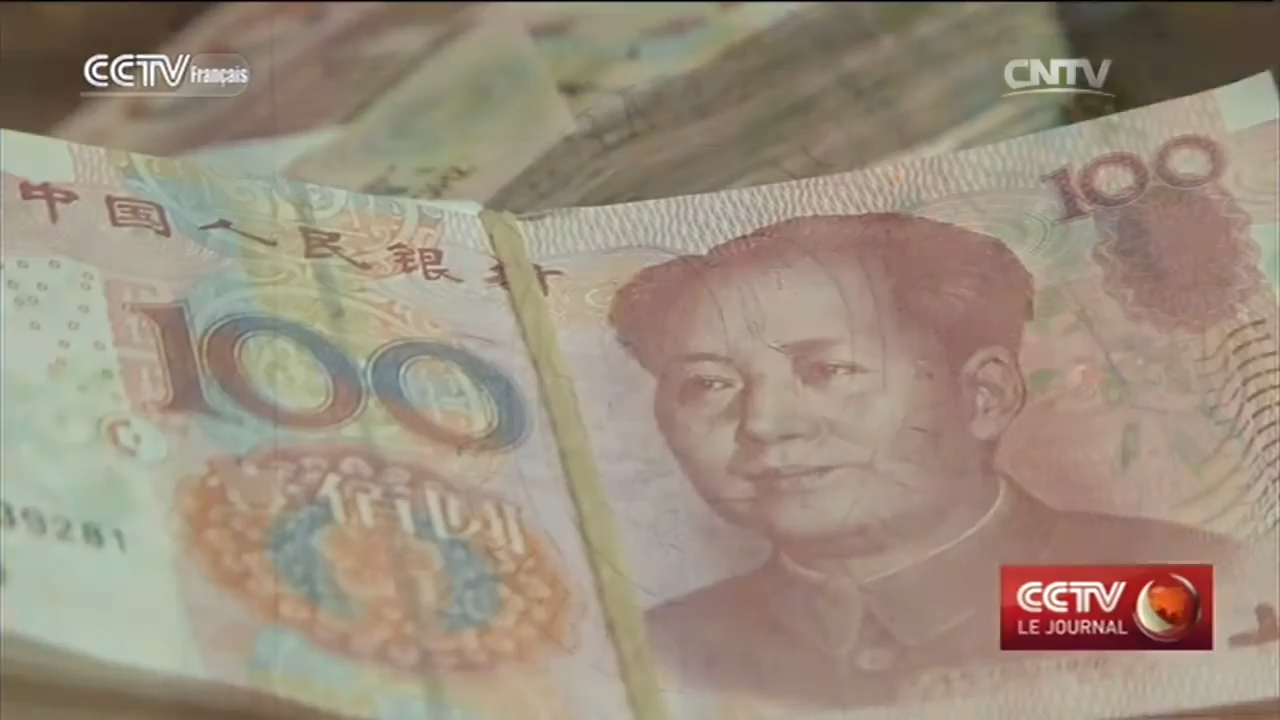 CCTV Français
CNTV
100
中国人民银行
100
39281
CCTV
LE JOURNAL